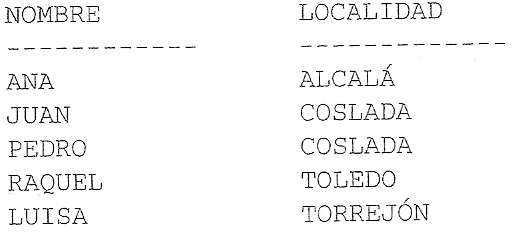 NOMBRE LOCALIDAD
------------ -------------
ANA ALCALÁ
JUAN COSLADA
PEDRO COSLADA
RAQUEL TOLEDO
LUISA TORREJÓN